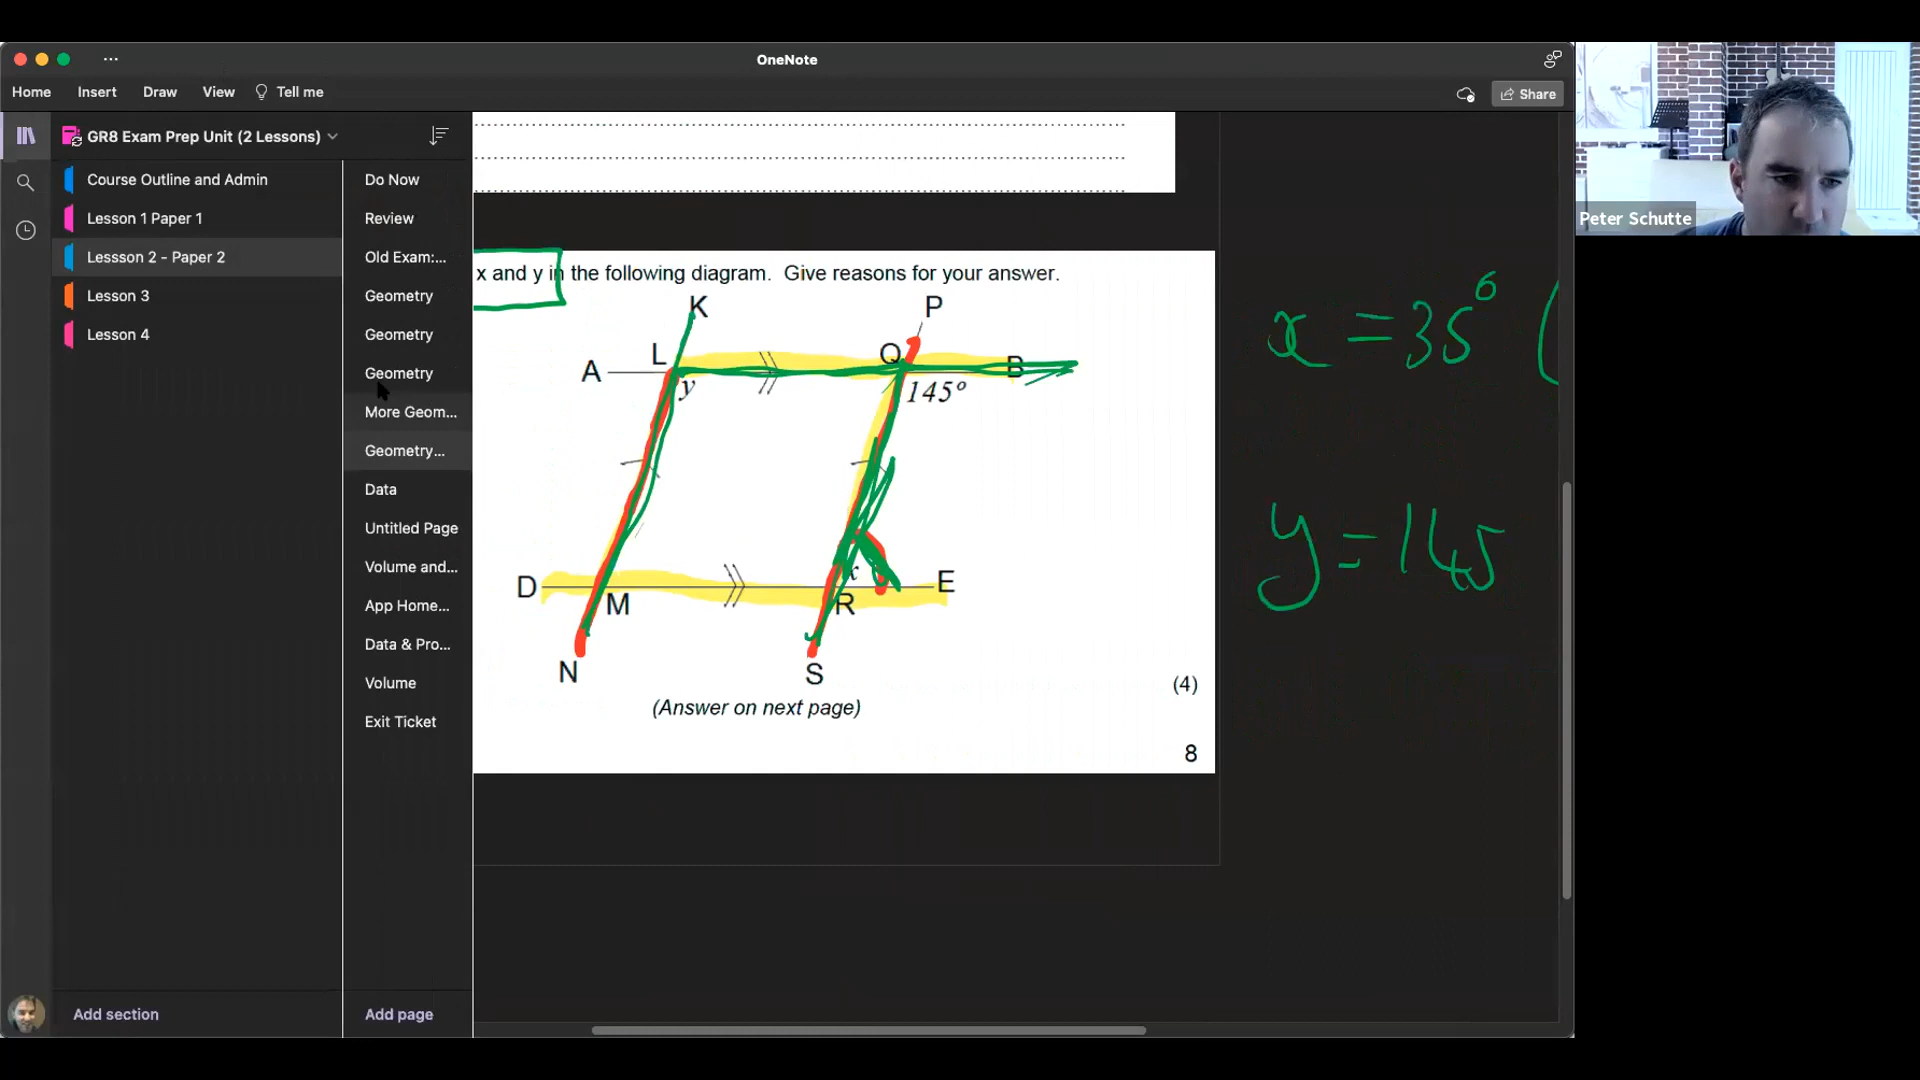 OneNote
Home Insert Draw View Tell me
Share
GR8 Exam Prep Unit (2 Lessons)
Course Outline and Admin
Lesson 1 Paper 1
Lessson 2 - Paper 2
Lesson 3
Lesson 4
Add section
Do Now
Review
Old Exam:...
Geometry
Geometry
Geometry
More Geom...
Geometry...
Data
Untitled Page
Volume and...
App Home...
Data & Pro...
Volume
Exit Ticket
Add page
x and y in the following diagram. Give reasons for your answer.
K
P
L
Q
A
B
y
145º
D
M
x
R
E
N
S
(4)
(Answer on next page)
8
x = 35° (
y = 145
Peter Schutte